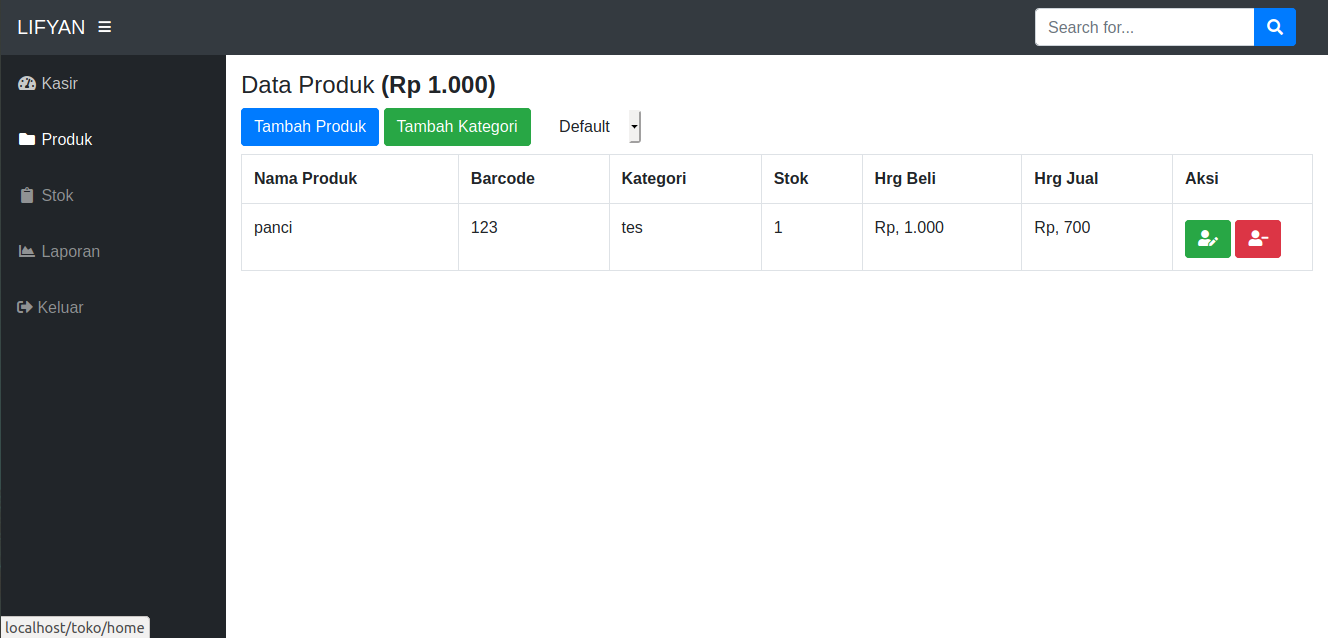 LIFYAN
Search for...
Kasir
Produk
Stok
Laporan
Keluar
Data Produk (Rp 1.000)
Tambah Produk Tambah Kategori Default
Nama Produk Barcode Kategori Stok Hrg Beli Hrg Jual Aksi
panci 123 tes 1 Rp, 1.000 Rp, 700
localhost/toko/home